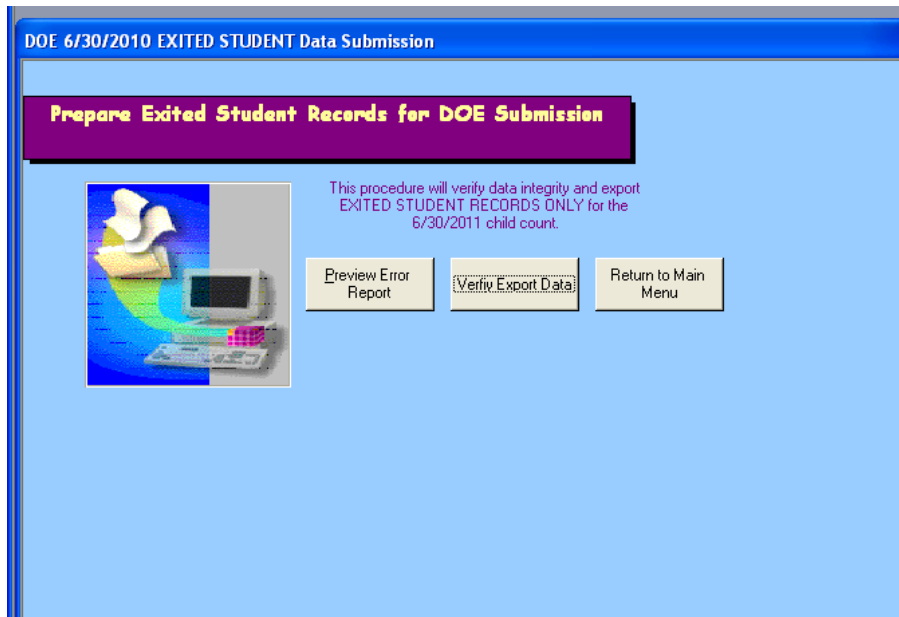 DOE 6/30/2010 EXITED STUDENT Data Submission
Prepare Exited Student Records for DOE Submission
This procedure will verify data integrity and export
EXITED STUDENT RECORDS ONLY for the
6/30/2011 child count.
Preview Error
Report
Verfiy Export Data
Return to Main
Menu